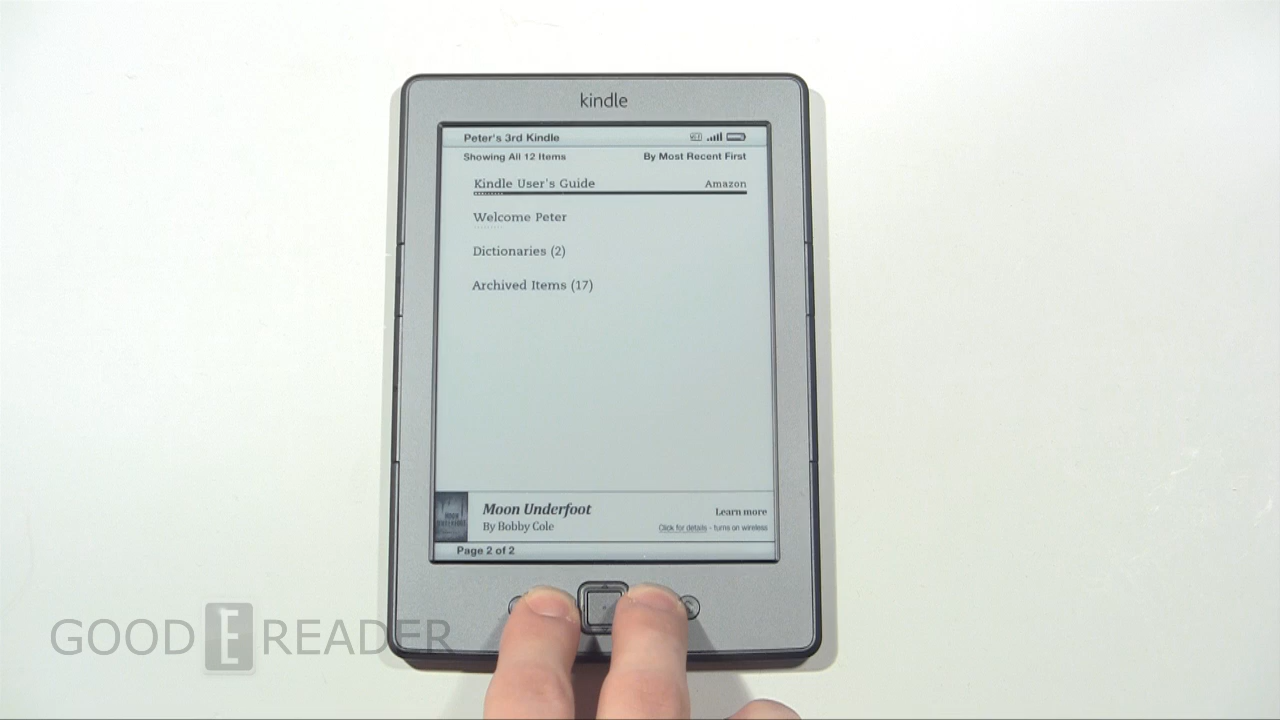 kindle
Peter's 3rd Kindle
Showing All 12 Items By Most Recent First
Kindle User's Guide Amazon
Welcome Peter
Dictionaries (2)
Archived Items (17)
Moon Underfoot Learn more
By Bobby Cole Click for details - turns on wireless
Page 2 of 2
GOOD E READER